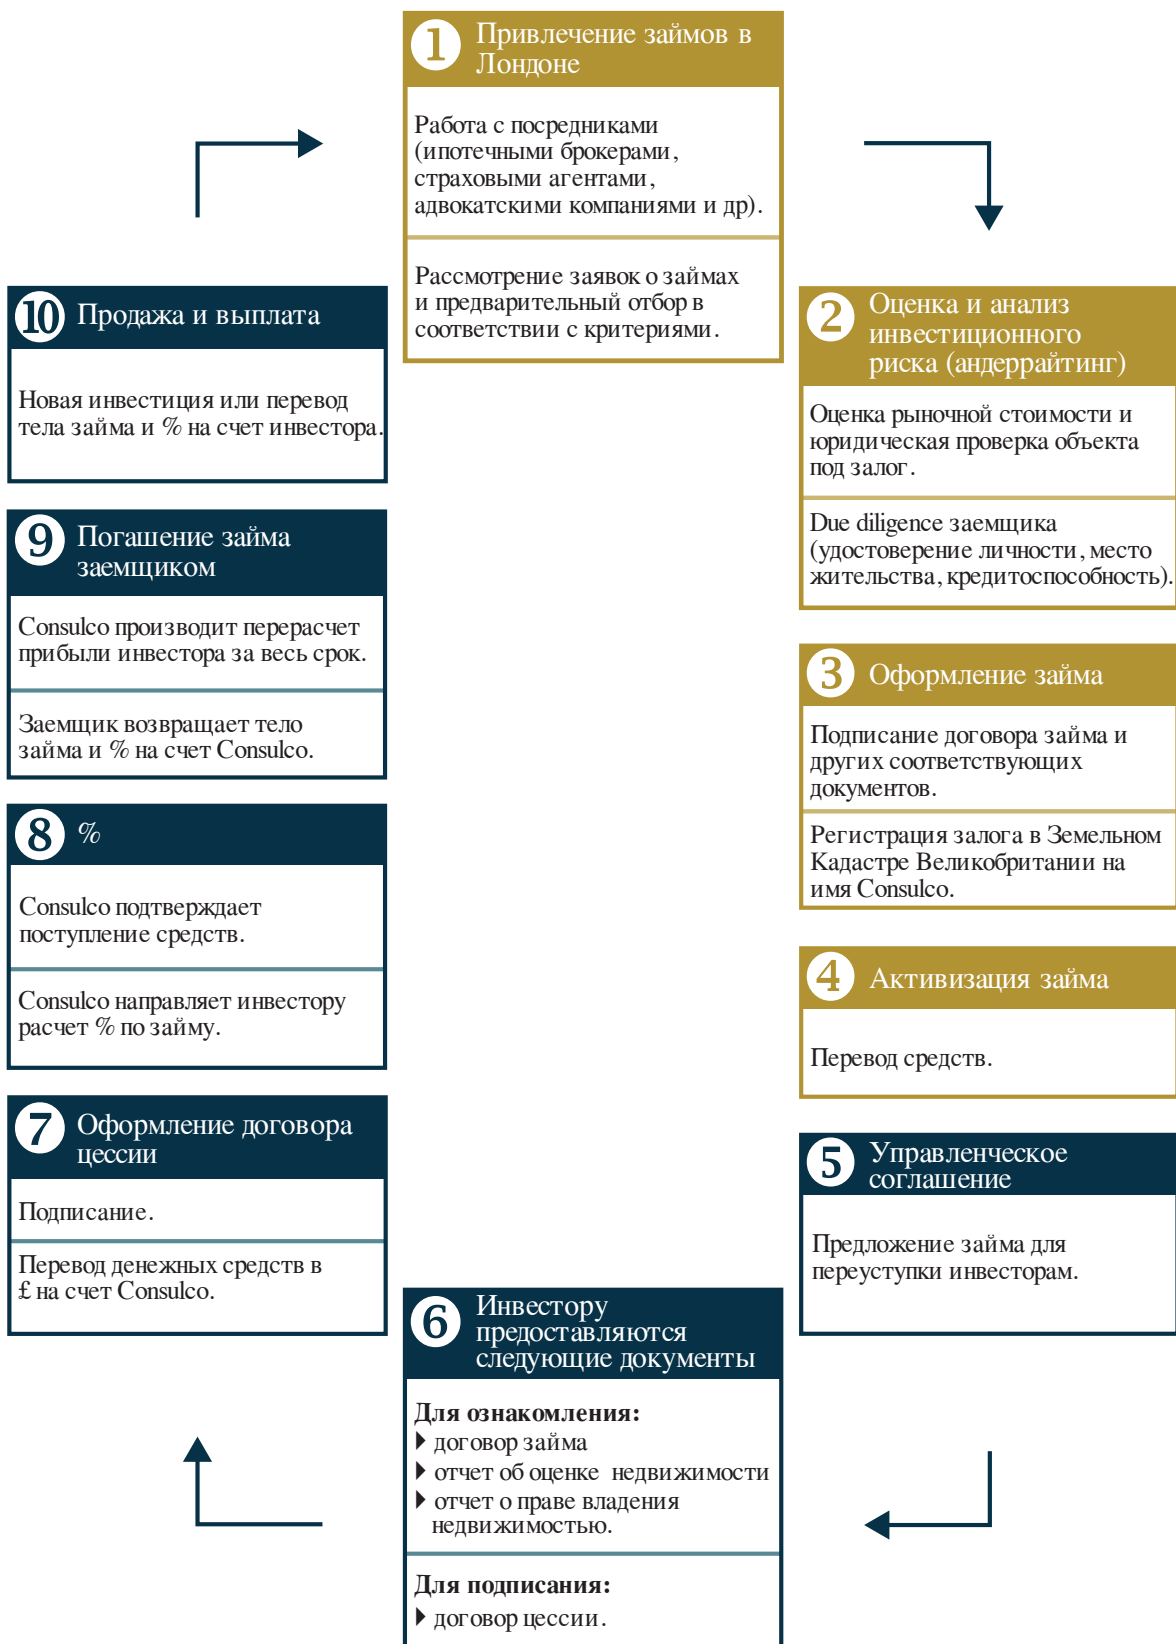 1
Привлечение займов в
Лондоне
Работа с посредниками
(ипотечными брокерами,
страховыми агентами,
адвокатскими компаниями и др).
Рассмотрение заявок о займах
и предварительный отбор в
соответствии с критериями.
2
Оценка и анализ
инвестиционного
риска (андеррайтинг)
Оценка рыночной стоимости и
юридическая проверка объекта
под залог.
Due diligence заемщика
(удостоверение личности, место
жительства, кредитоспособность).
3
Оформление займа
Подписание договора займа и
других соответствующих
документов.
Регистрация залога в Земельном
Кадастре Великобритании на
имя Consulco.
4
Активизация займа
Перевод средств.
5
Управленческое
соглашение
Предложение займа для
переуступки инвесторам.
6
Инвестору
предоставляются
следующие документы
Для ознакомления:
договор займа
отчет об оценке недвижимости
отчет о праве владения
недвижимостью.
Для подписания:
договор цессии.
7
Оформление договора
цессии
Подписание.
Перевод денежных средств в
£ на счет Consulco.
8
%
Consulco подтверждает
поступление средств.
Consulco направляет инвестору
расчет % по займу.
9
Погашение займа
заемщиком
Consulco производит перерасчет
прибыли инвестора за весь срок.
Заемщик возвращает тело
займа и % на счет Consulco.
10
Продажа и выплата
Новая инвестиция или перевод
тела займа и % на счет инвестора.